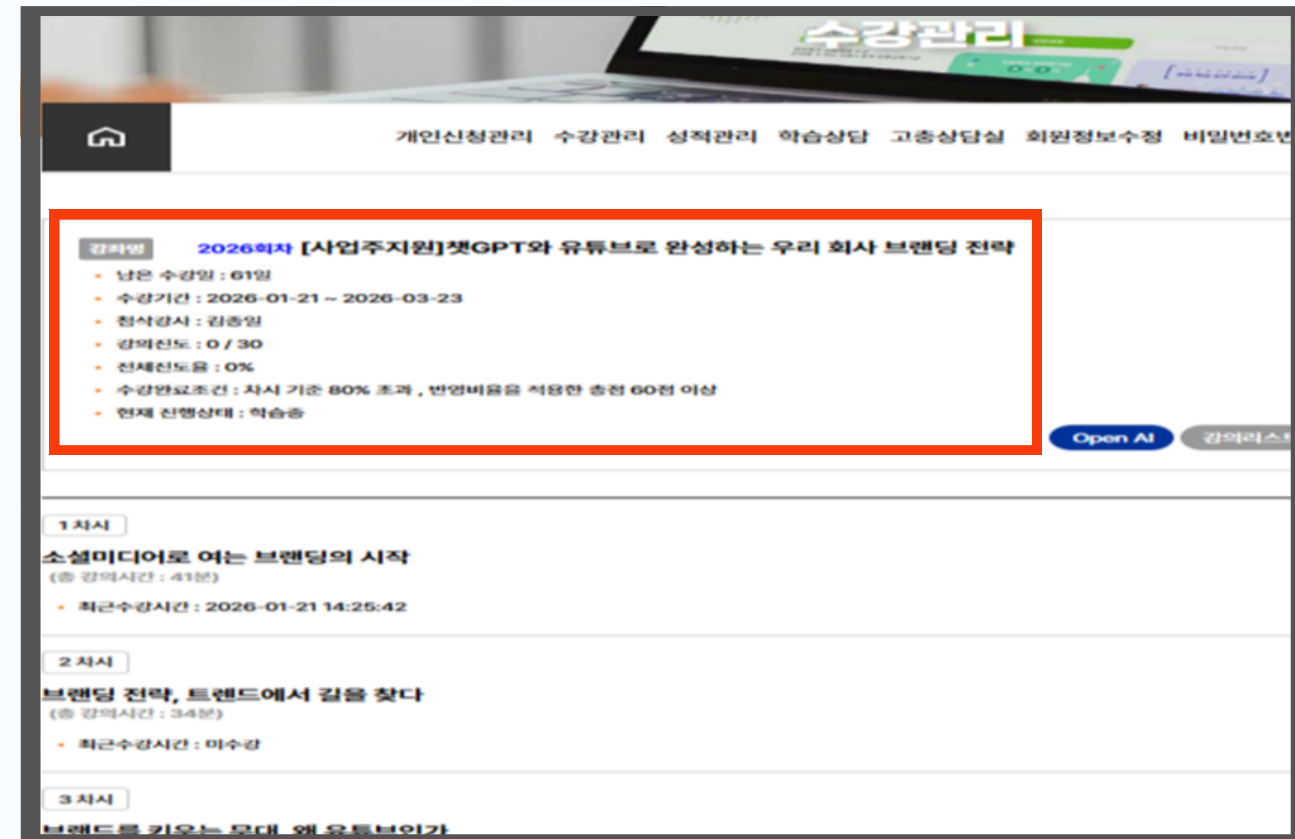 수강관리
개인신청관리 수강관리 성적관리 학습상담 고충상담실 회원정보수정 비밀번호변
강좌명 2026회차 [사업주지원]챗GPT와 유튜브로 완성하는 우리 회사 브랜딩 전략
남은 수강일 : 61일
수강기간 : 2026-01-21 ~ 2026-03-23
첨삭강사 : 김종일
강의진도 : 0 / 30
전체진도율 : 0%
수강완료조건 : 차시 기준 80% 초과 , 반영비율을 적용한 총점 60점 이상
현재 진행상태 : 학습중
Open AI 강의리스트
1 차시
소셜미디어로 여는 브랜딩의 시작
(총 강의시간 : 41분)
최근수강시간 : 2026-01-21 14:25:42
2 차시
브랜딩 전략, 트렌드에서 길을 찾다
(총 강의시간 : 34분)
최근수강시간 : 미수강
3 차시
브랜드를 키우는 무대, 왜 유튜브인가